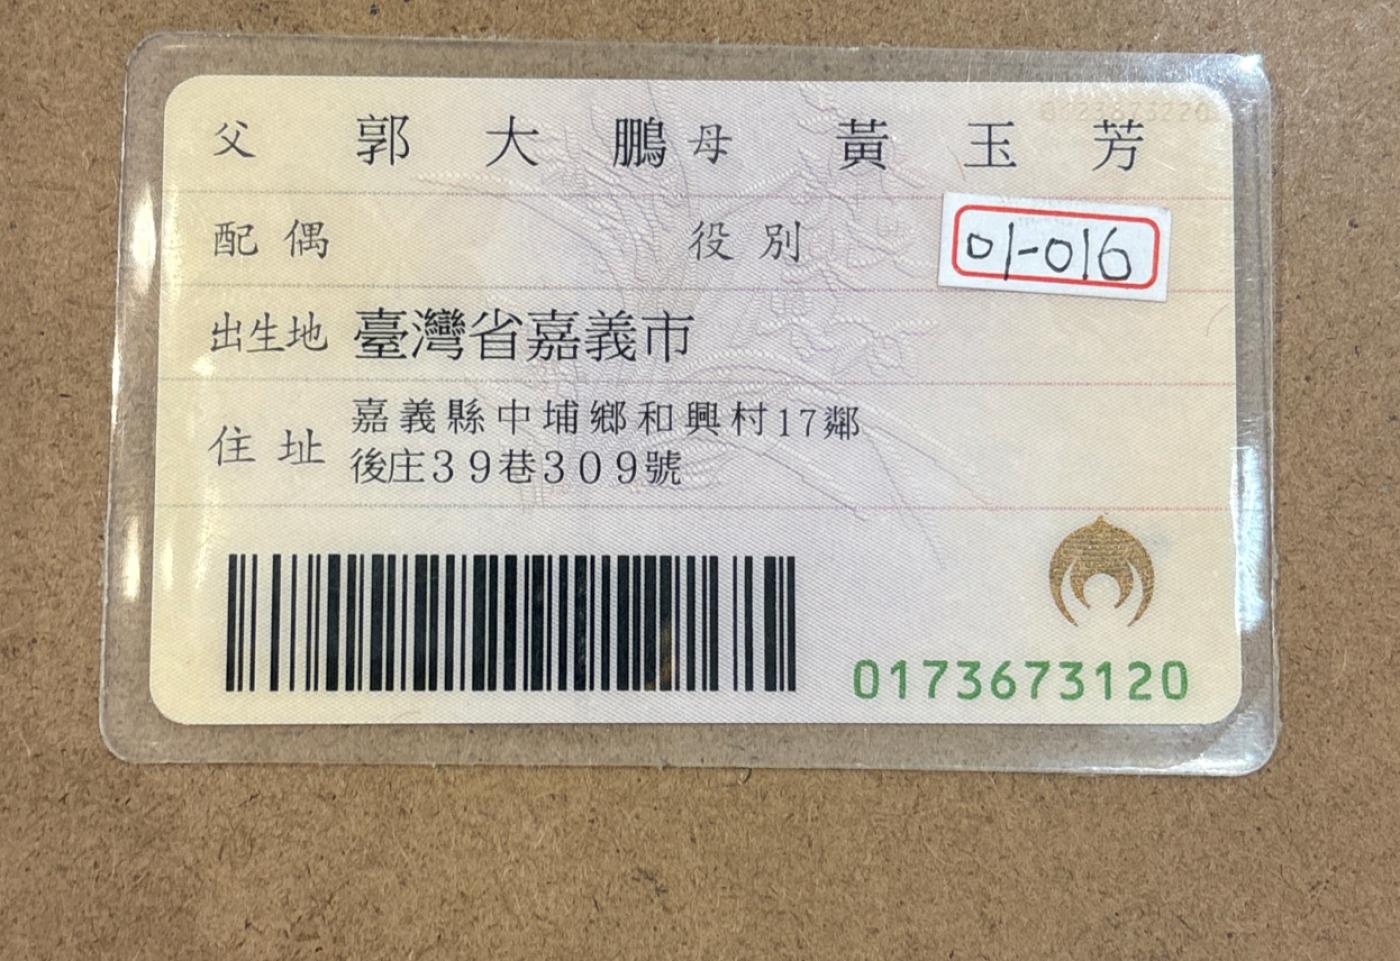 父 郭大鵬 母 黃玉芳
配偶 役別 01-016
出生地 臺灣省嘉義市
住址 嘉義縣中埔鄉和興村17鄰
後庄39巷309號
0173673120